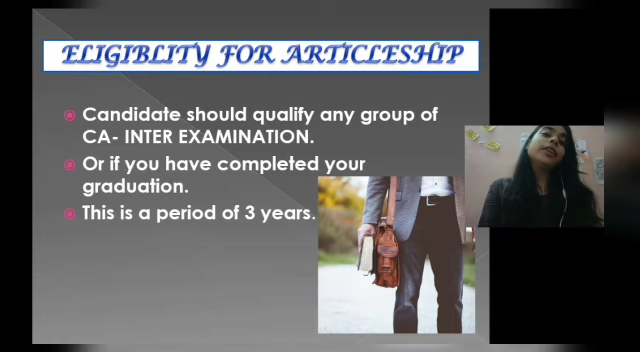 ELIGIBLITY FOR ARTICLESHIP
Candidate should qualify any group of
CA- INTER EXAMINATION.
Or if you have completed your
graduation.
This is a period of 3 years.